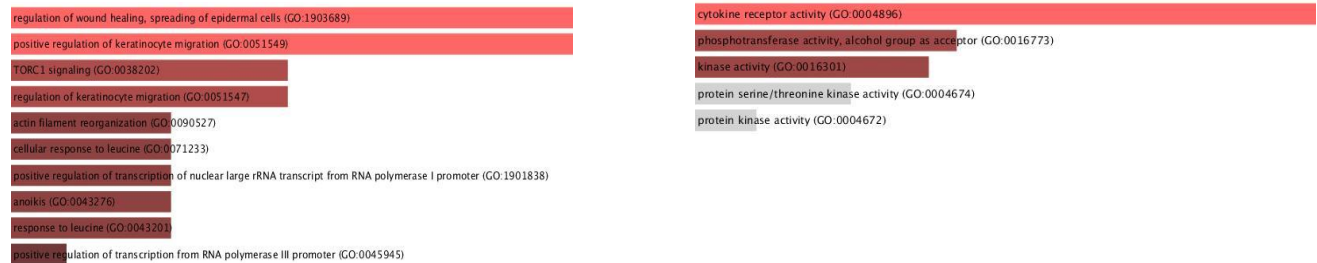 regulation of wound healing, spreading of epidermal cells (GO:1903689)
positive regulation of keratinocyte migration (GO:0051549)
TORC1 signaling (GO:0038202)
regulation of keratinocyte migration (GO:0051547)
actin filament reorganization (GO:0090527)
cellular response to leucine (GO:0071233)
positive regulation of transcription of nuclear large rRNA transcript from RNA polymerase I promoter (GO:1901838)
anoikis (GO:0043276)
response to leucine (GO:0043201)
positive regulation of transcription from RNA polymerase III promoter (GO:0045945)
cytokine receptor activity (GO:0004896)
phosphotransferase activity, alcohol group as acceptor (GO:0016773)
kinase activity (GO:0016301)
protein serine/threonine kinase activity (GO:0004674)
protein kinase activity (GO:0004672)